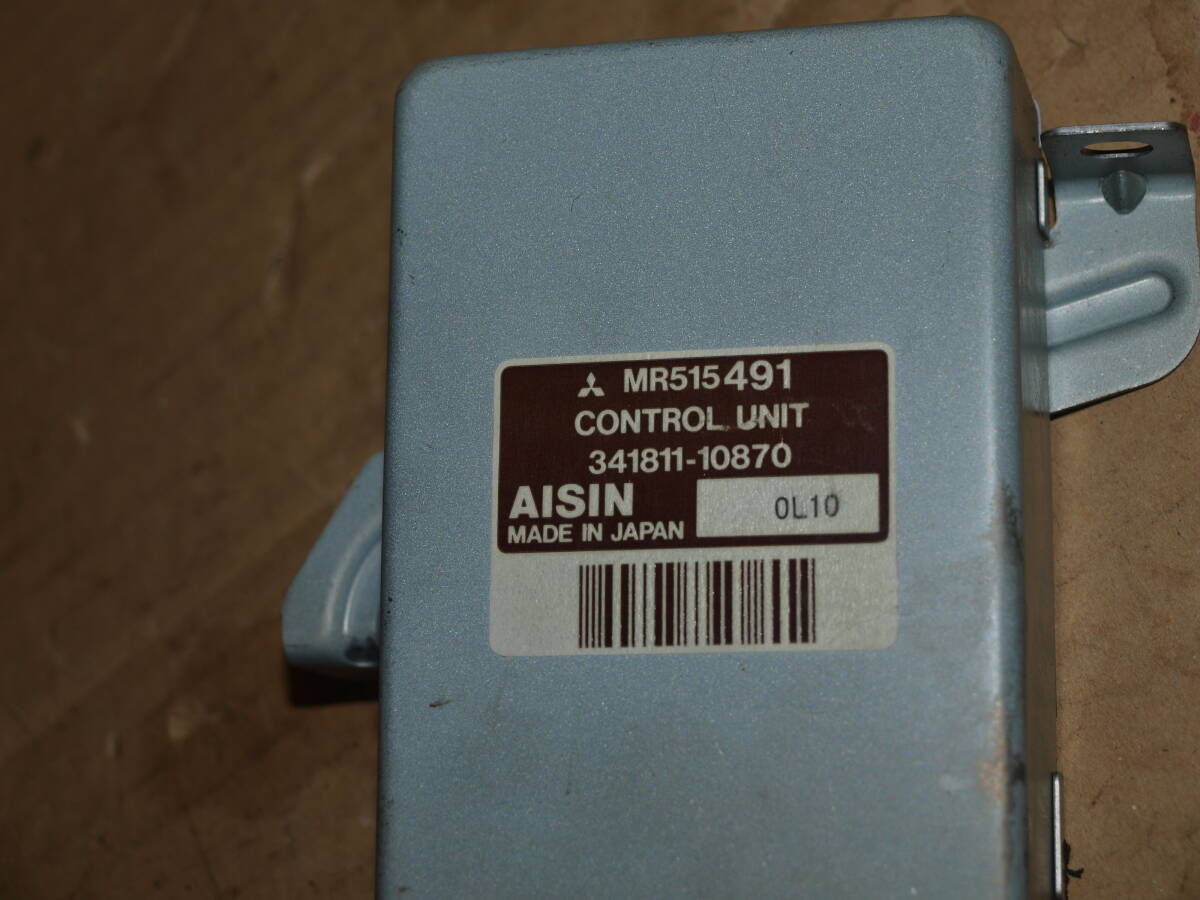 MR515491
CONTROL UNIT
341811-10870
AISIN
MADE IN JAPAN
0L10